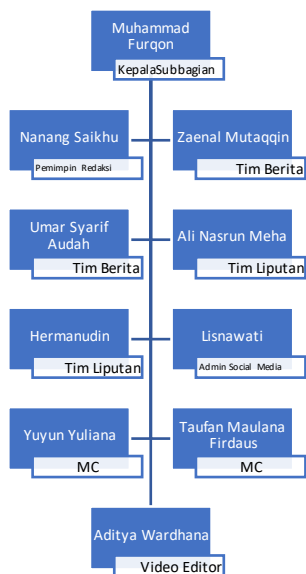 Muhammad
Furqon
KepalaSubbagian
Nanang Saikhu
Pemimpin Redaksi
Zaenal Mutaqqin
Tim Berita
Umar Syarif
Audah
Tim Berita
Ali Nasrun Meha
Tim Liputan
Hermanudin
Tim Liputan
Lisnawati
Admin Social Media
Yuyun Yuliana
MC
Taufan Maulana
Firdaus
MC
Aditya Wardhana
Video Editor